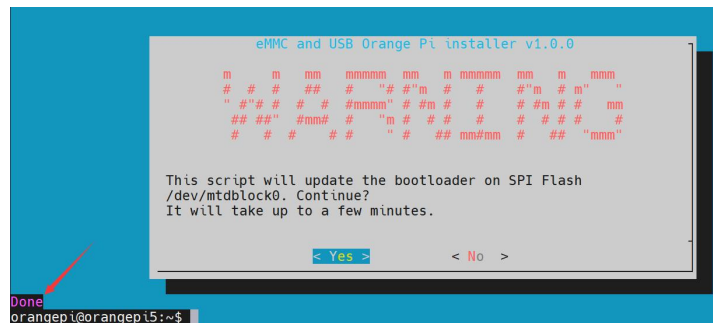 eMMC and USB Orange Pi installer v1.0.0
WARNING
This script will update the bootloader on SPI Flash
/dev/mtdblock0. Continue?
It will take up to a few minutes.
< Yes > < No >
Done
orangepi@orangepi5:~$